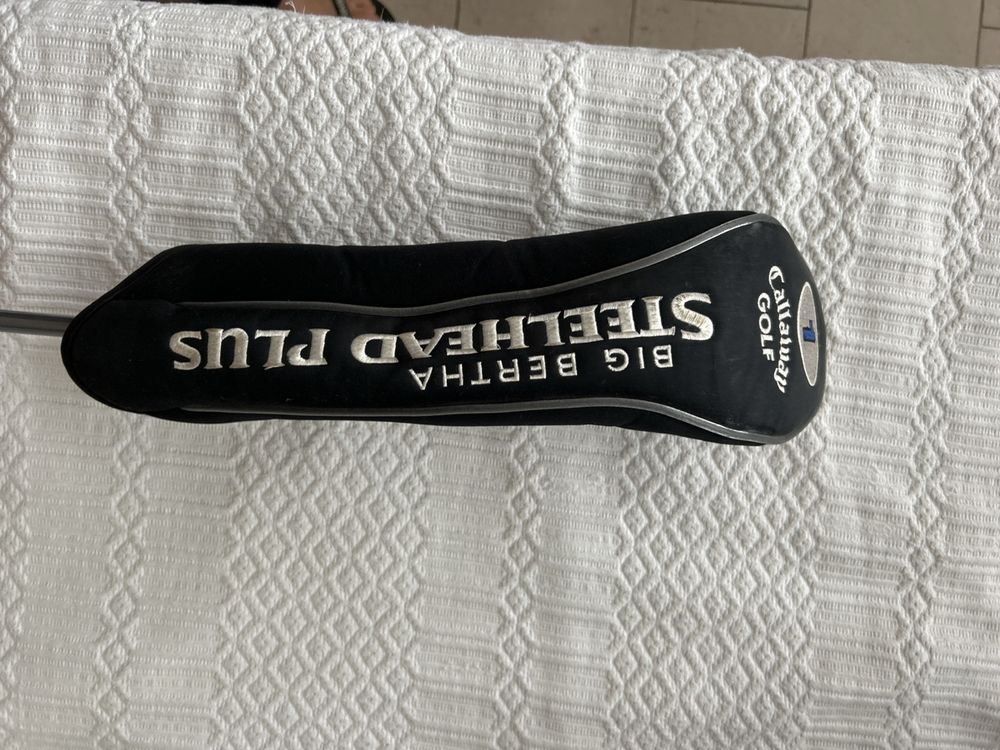 1
Callaway
GOLF
BIG BERTHA
STEELHEAD PLUS